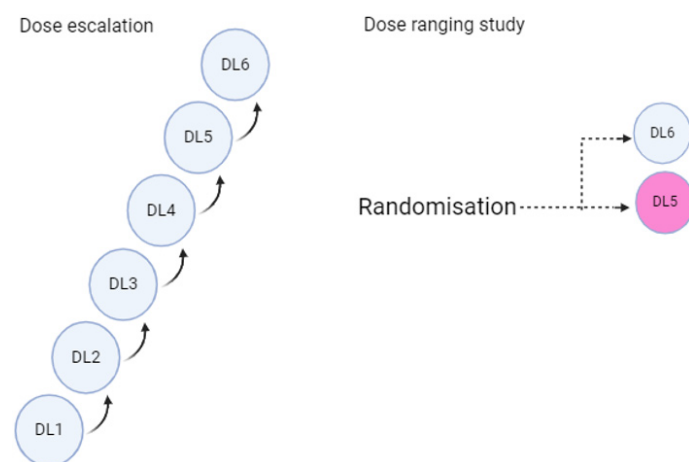 Dose escalation
DL6
DL5
DL4
DL3
DL2
DL1
Dose ranging study
DL6
Randomisation
DL5